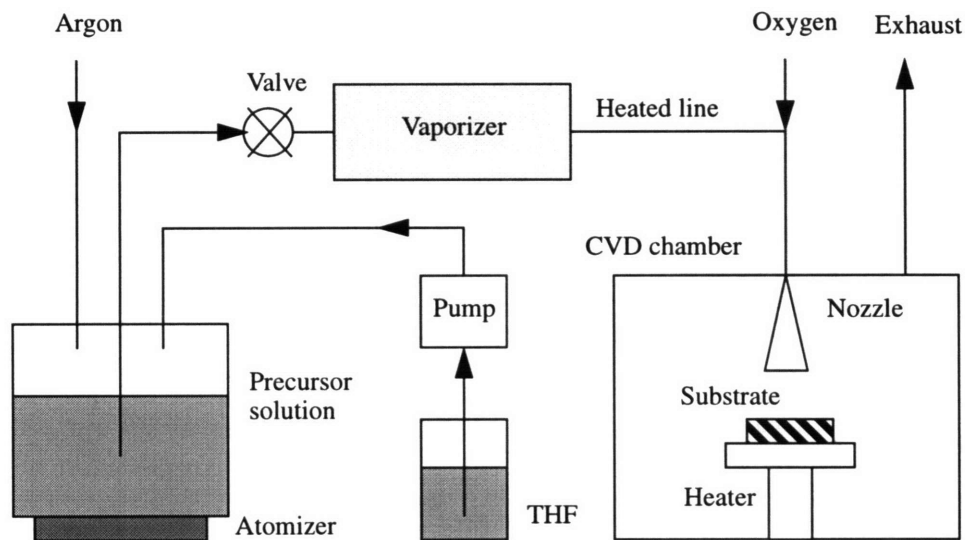 Argon
Oxygen
Exhaust
Valve
Vaporizer
Heated line
CVD chamber
Pump
Nozzle
Precursor
solution
Substrate
Heater
THF
Atomizer